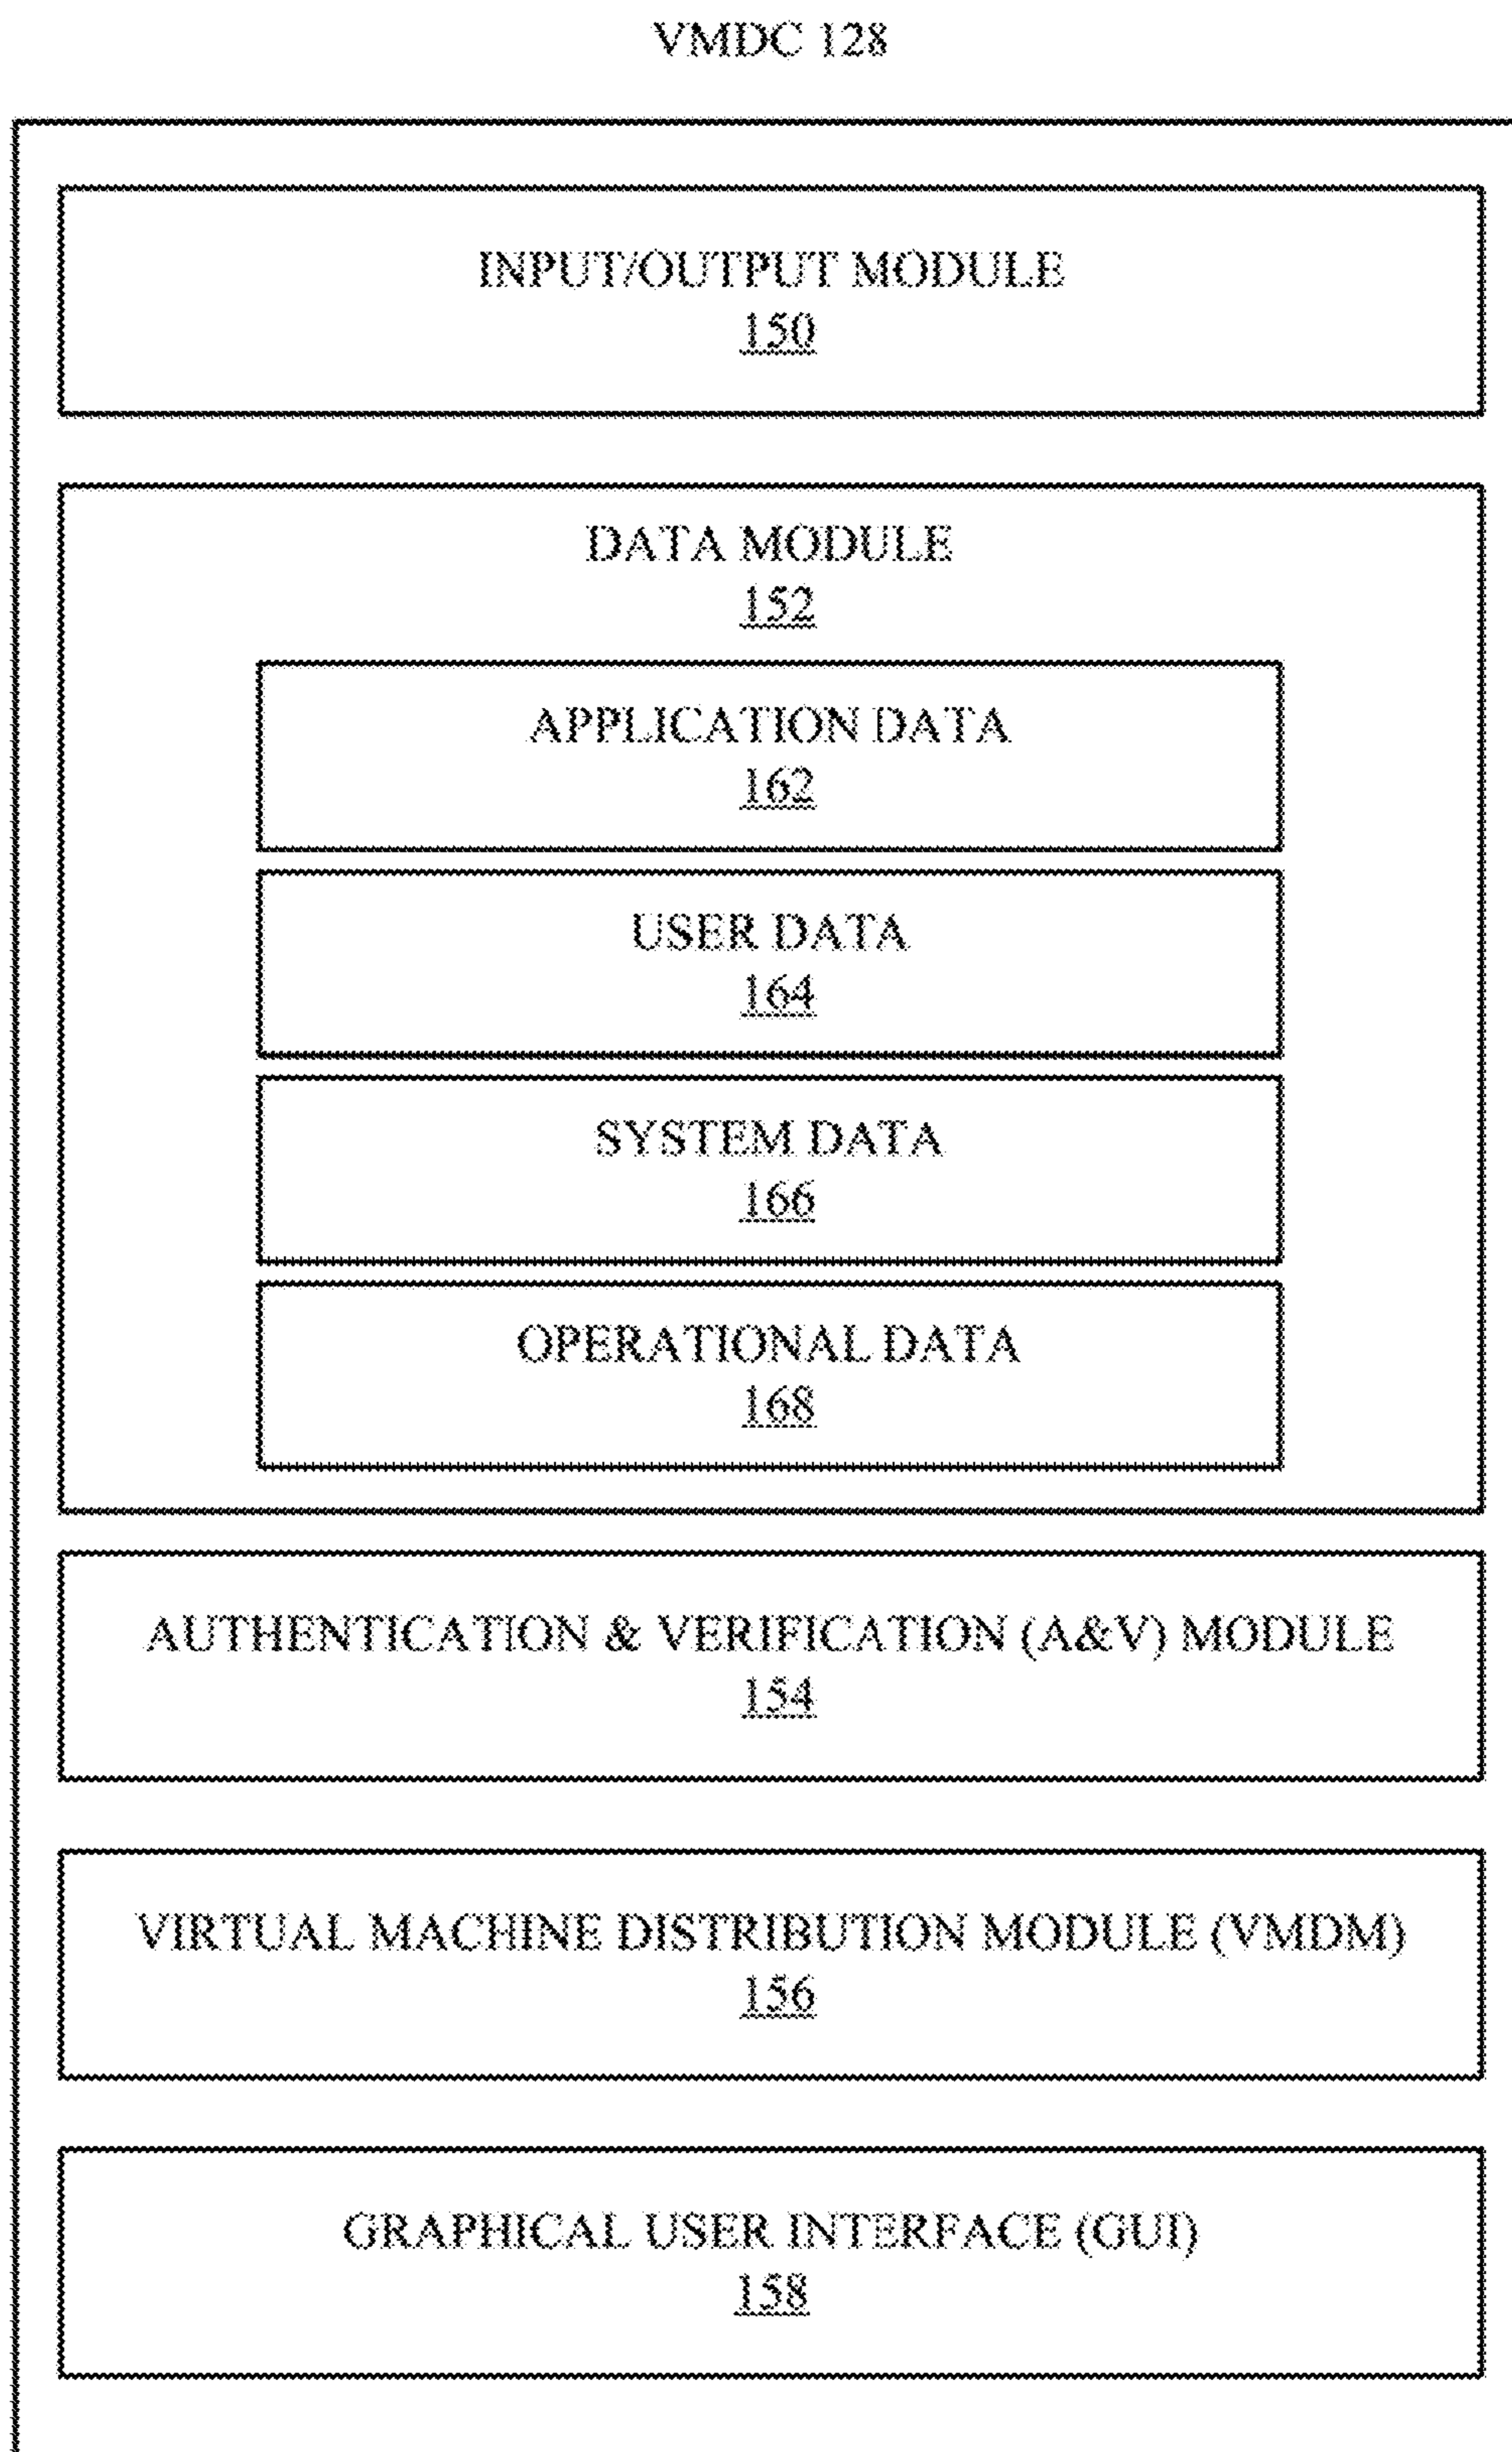 VMDC 128
INPUT/OUTPUT MODULE
150
DATA MODULE
152
APPLICATION DATA
162
USER DATA
164
SYSTEM DATA
166
OPERATIONAL DATA
168
AUTHENTICATION & VERIFICATION (A&V) MODULE
154
VIRTUAL MACHINE DISTRIBUTION MODULE (VMDM)
156
GRAPHICAL USER INTERFACE (GUI)
158